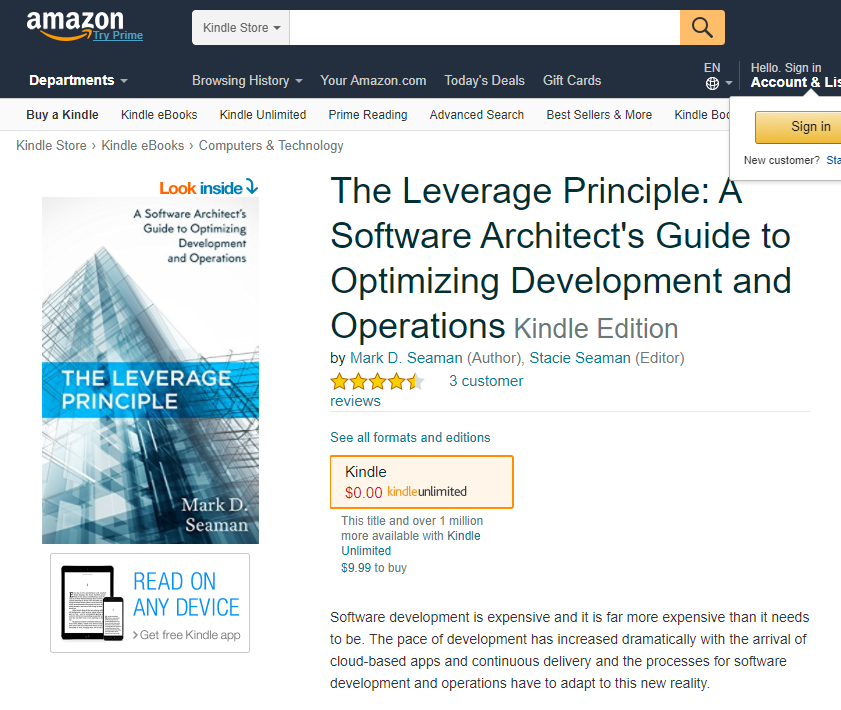 amazon
Try Prime
Kindle Store
EN
Hello. Sign in
Departments
Browsing History
Your Amazon.com
Today's Deals
Gift Cards
Account & Lis
Buy a Kindle
Kindle eBooks
Kindle Unlimited
Prime Reading
Advanced Search
Best Sellers & More
Kindle Boo
Sign in
New customer? Sta
Kindle Store › Kindle eBooks › Computers & Technology
Look inside
A Software Architect's
Guide to Optimizing
Development
and Operations
THE LEVERAGE
PRINCIPLE
Mark D.
Seaman
READ ON
ANY DEVICE
Get free Kindle app
The Leverage Principle: A
Software Architect's Guide to
Optimizing Development and
Operations Kindle Edition
by Mark D. Seaman (Author), Stacie Seaman (Editor)
3 customer
reviews
See all formats and editions
Kindle
$0.00 kindleunlimited
This title and over 1 million
more available with Kindle
Unlimited
$9.99 to buy
Software development is expensive and it is far more expensive than it needs
to be. The pace of development has increased dramatically with the arrival of
cloud-based apps and continuous delivery and the processes for software
development and operations have to adapt to this new reality.